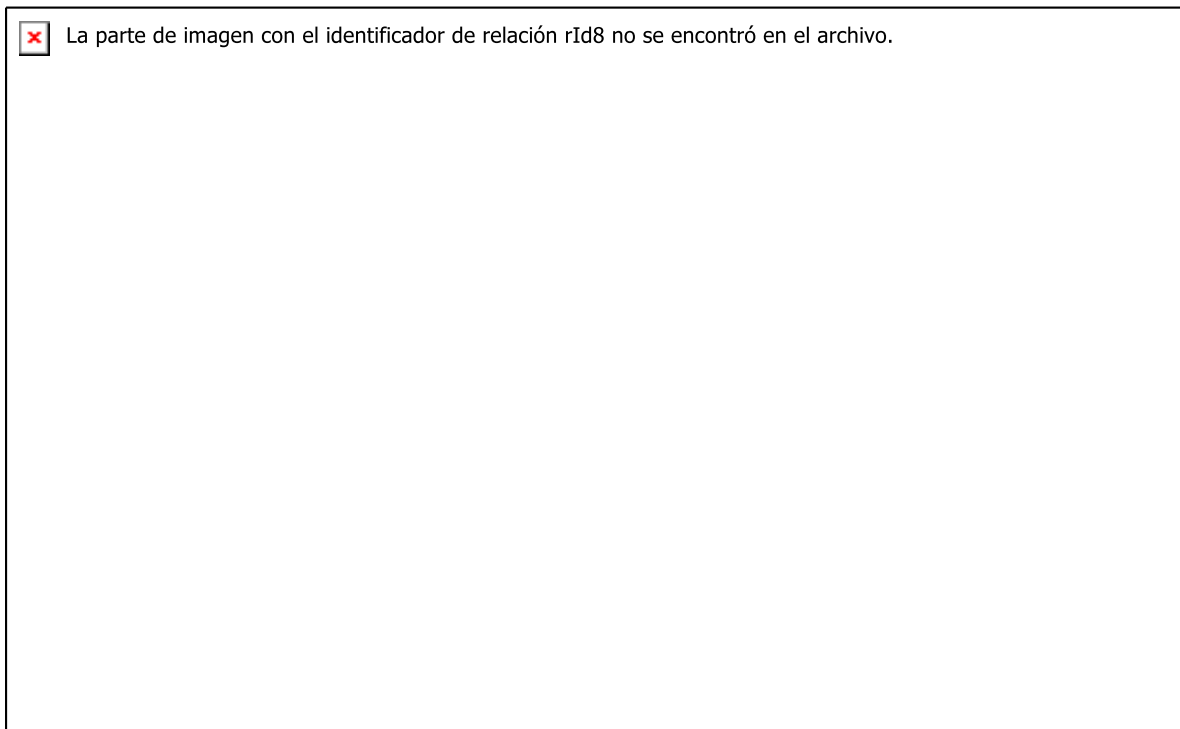 La parte de imagen con el identificador de relación rId8 no se encontró en el archivo.